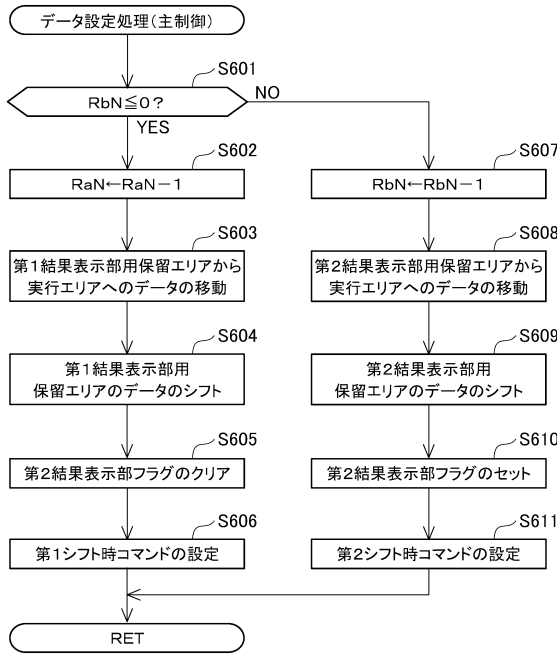 データ設定処理(主制御)
S601
RbN≦0?
NO
YES
S602
RaN←RaN−1
S603
第1結果表示部用保留エリアから
実行エリアへのデータの移動
S604
第1結果表示部用
保留エリアのデータのシフト
S605
第2結果表示部フラグのクリア
S606
第1シフト時コマンドの設定
S607
RbN←RbN−1
S608
第2結果表示部用保留エリアから
実行エリアへのデータの移動
S609
第2結果表示部用
保留エリアのデータのシフト
S610
第2結果表示部フラグのセット
S611
第2シフト時コマンドの設定
RET